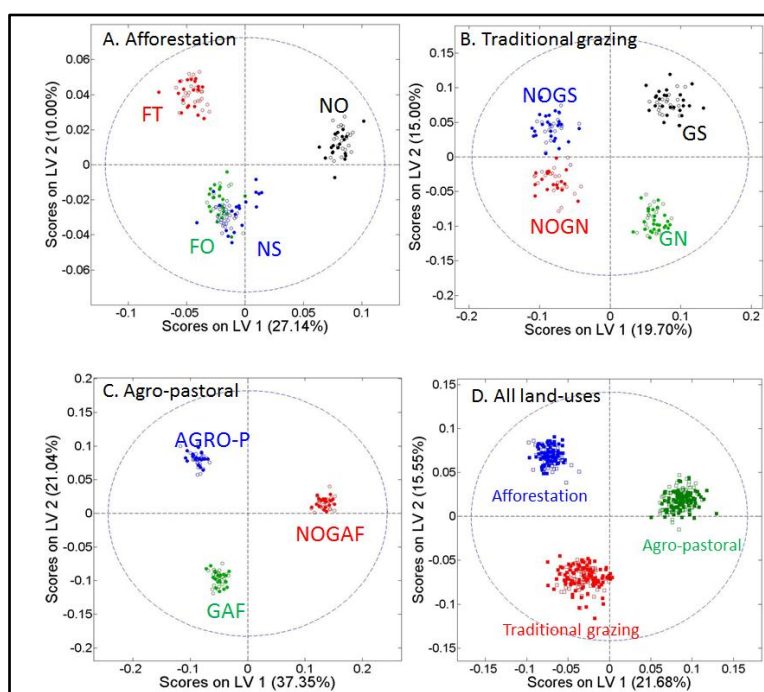 A. Afforestation
Scores on LV 2 (10.00%)
0.06
0.04
0.02
0
-0.02
-0.04
-0.06
FT
NO
FO
NS
-0.1
-0.05
0
0.05
0.1
Scores on LV 1 (27.14%)
B. Traditional grazing
Scores on LV 2 (15.00%)
0.15
0.1
0.05
0
-0.05
-0.1
-0.15
-0.2
NOGS
GS
NOGN
GN
-0.2
-0.1
0
0.1
0.2
Scores on LV 1 (19.70%)
C. Agro-pastoral
Scores on LV 2 (21.04%)
0.2
0.15
0.1
0.05
0
-0.05
-0.1
-0.15
-0.2
AGRO-P
NOGAF
GAF
-0.2
-0.1
0
0.1
0.2
Scores on LV 1 (37.35%)
D. All land-uses
Scores on LV 2 (15.55%)
0.15
0.1
0.05
0
-0.05
-0.1
-0.15
Afforestation
Agro-pastoral
Traditional grazing
-0.15
-0.1
-0.05
0
0.05
0.1
0.15
Scores on LV 1 (21.68%)